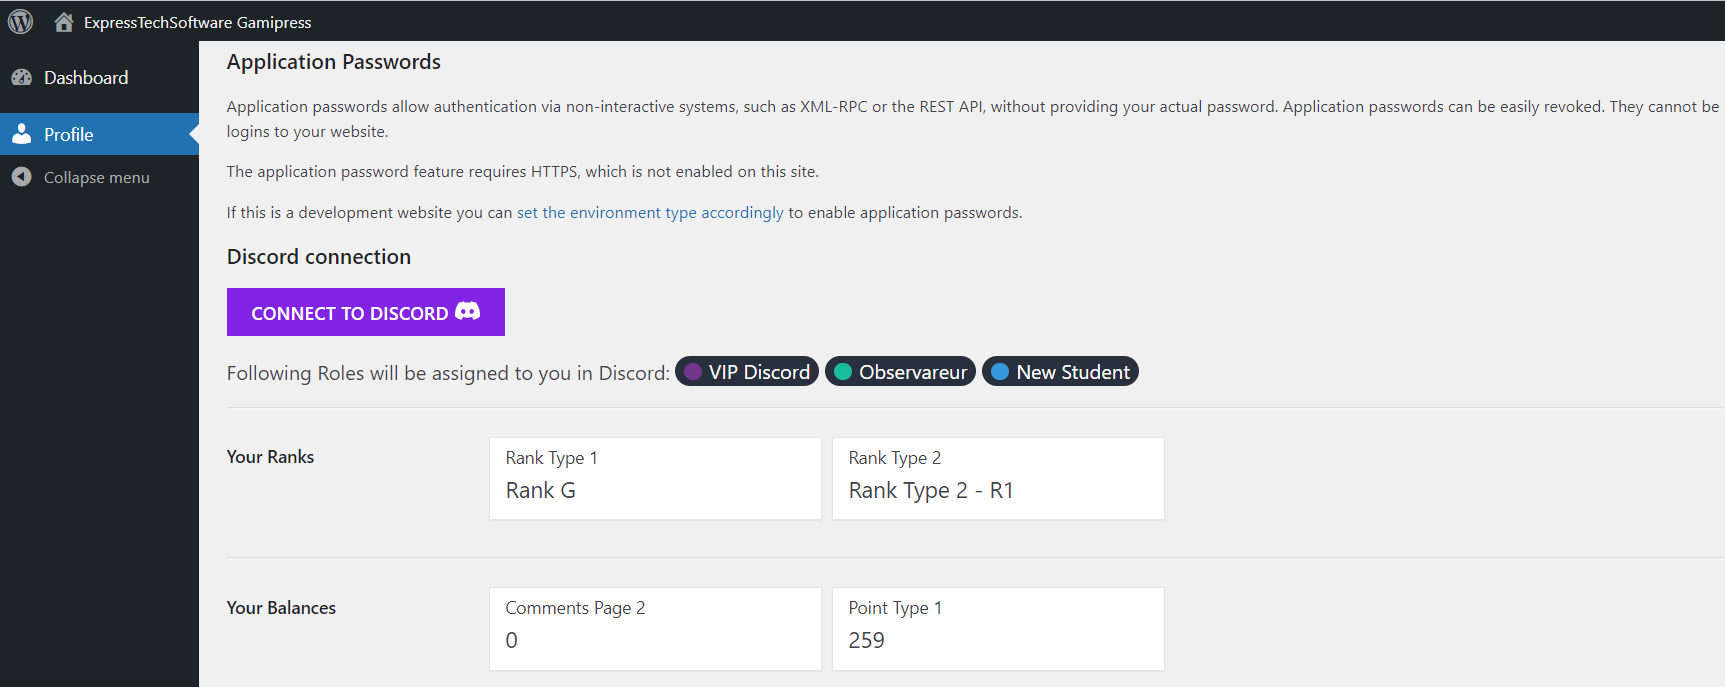 ExpressTechSoftware Gamipress
Dashboard
Profile
Collapse menu
Application Passwords
Application passwords allow authentication via non-interactive systems, such as XML-RPC or the REST API, without providing your actual password. Application passwords can be easily revoked. They cannot be
logins to your website.
The application password feature requires HTTPS, which is not enabled on this site.
If this is a development website you can set the environment type accordingly to enable application passwords.
Discord connection
CONNECT TO DISCORD
Following Roles will be assigned to you in Discord: VIP Discord Observareur New Student
Your Ranks
Rank Type 1
Rank G
Rank Type 2
Rank Type 2 - R1
Your Balances
Comments Page 2
0
Point Type 1
259